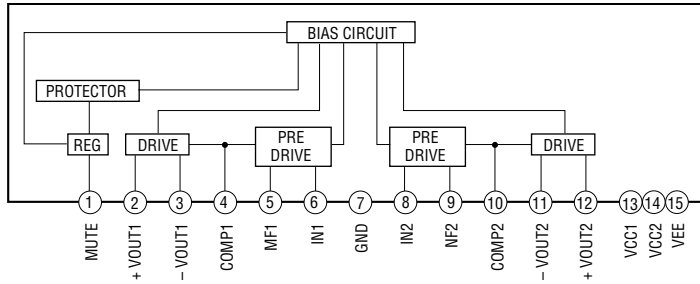 BIAS CIRCUIT
PROTECTOR
REG
DRIVE
PRE
DRIVE
PRE
DRIVE
DRIVE
1
2
3
4
5
6
7
8
9
10
11
12
13
14
15
MUTE
+ VOUT1
– VOUT1
COMP1
MF1
IN1
GND
IN2
NF2
COMP2
– VOUT2
+ VOUT2
VCC1
VCC2
VEE